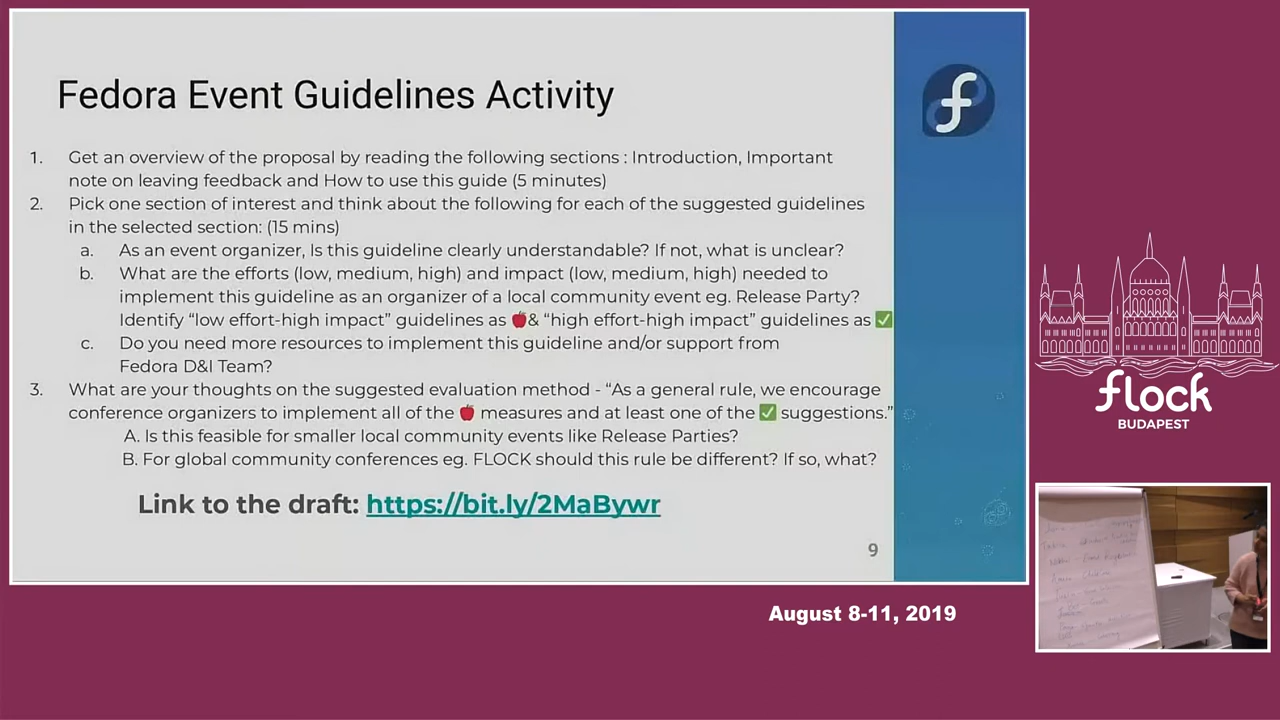 Fedora Event Guidelines Activity
1. Get an overview of the proposal by reading the following sections : Introduction, Important
note on leaving feedback and How to use this guide (5 minutes)
2. Pick one section of interest and think about the following for each of the suggested guidelines
in the selected section: (15 mins)
a. As an event organizer, Is this guideline clearly understandable? If not, what is unclear?
b. What are the efforts (low, medium, high) and impact (low, medium, high) needed to
implement this guideline as an organizer of a local community event eg. Release Party?
Identify “low effort-high impact” guidelines as 🍎& “high effort-high impact” guidelines as ✅
c. Do you need more resources to implement this guideline and/or support from
Fedora D&I Team?
3. What are your thoughts on the suggested evaluation method - “As a general rule, we encourage
conference organizers to implement all of the 🍎 measures and at least one of the ✅ suggestions.”
A. Is this feasible for smaller local community events like Release Parties?
B. For global community conferences eg. FLOCK should this rule be different? If so, what?
Link to the draft: https://bit.ly/2MaBywr
9
flock
BUDAPEST
August 8-11, 2019